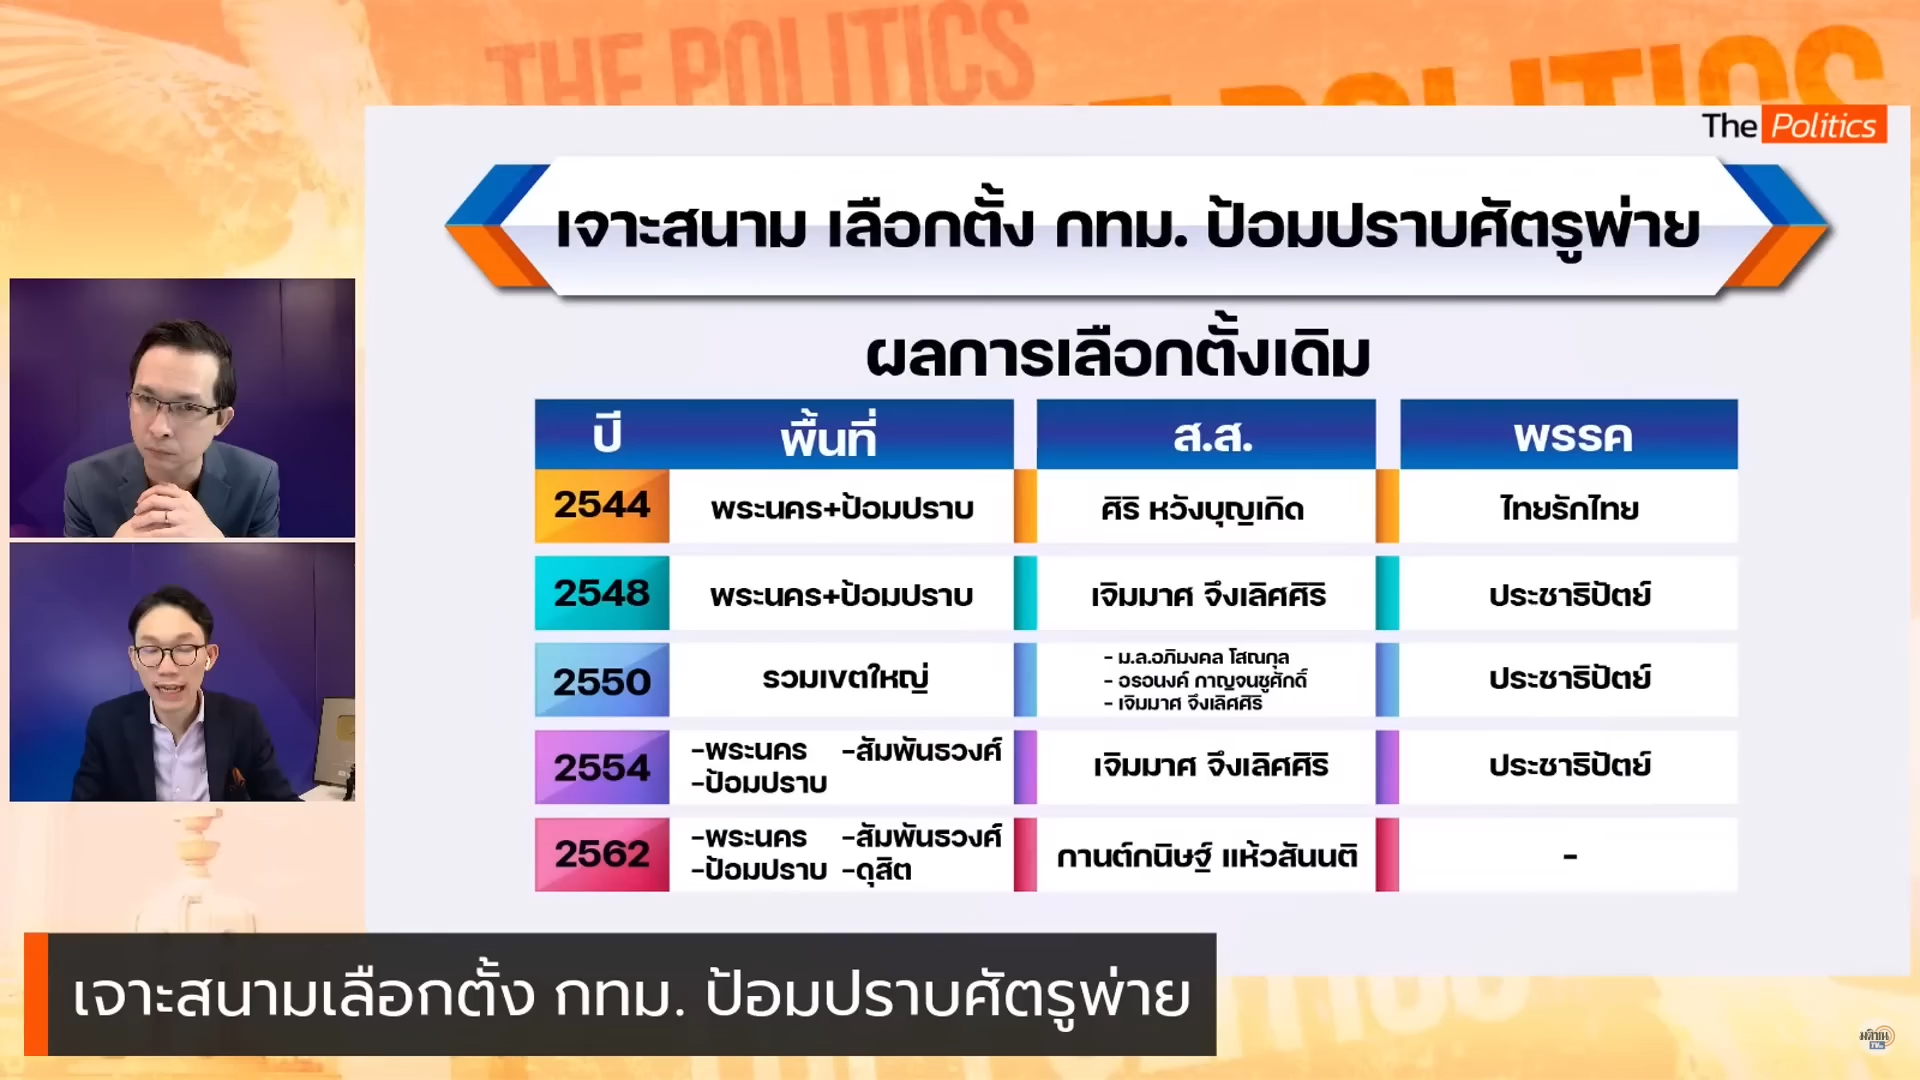 THE POLITICS
The Politics
เจาะสนาม เลือกตั้ง กทม. ป้อมปราบศัตรูพ่าย
ผลการเลือกตั้งเดิม
ปี พื้นที่ ส.ส. พรรค
2544 พระนคร+ป้อมปราบ ศิริ หวังบุญเกิด ไทยรักไทย
2548 พระนคร+ป้อมปราบ เจิมมาศ จึงเลิศศิริ ประชาธิปัตย์
2550 รวมเขตใหญ่ - ม.ล.อภิมงคล โสณกุล ประชาธิปัตย์
- อรอนงค์ กาญจนชูศักดิ์
- เจิมมาศ จึงเลิศศิริ
2554 -พระนคร -สัมพันธวงศ์ เจิมมาศ จึงเลิศศิริ ประชาธิปัตย์
-ป้อมปราบ
2562 -พระนคร -สัมพันธวงศ์ กานต์กนิษฐ์ แห้วสันนติ -
-ป้อมปราบ -ดุสิต
เจาะสนามเลือกตั้ง กทม. ป้อมปราบศัตรูพ่าย
มติชน